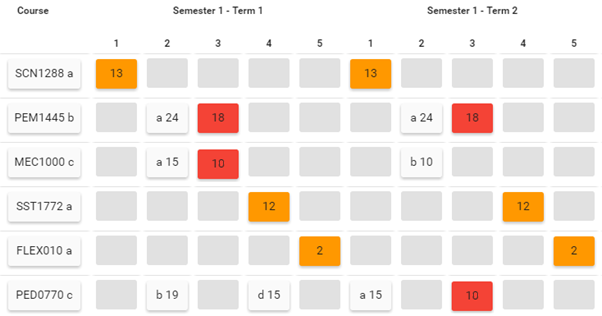 Course Semester 1 - Term 1 Semester 1 - Term 2
1 2 3 4 5 1 2 3 4 5
SCN1288 a 13 13
PEM1445 b a 24 18 a 24 18
MEC1000 c a 15 10 b 10
SST1772 a 12 12
FLEX010 a 2 2
PED0770 c b 19 d 15 a 15 10